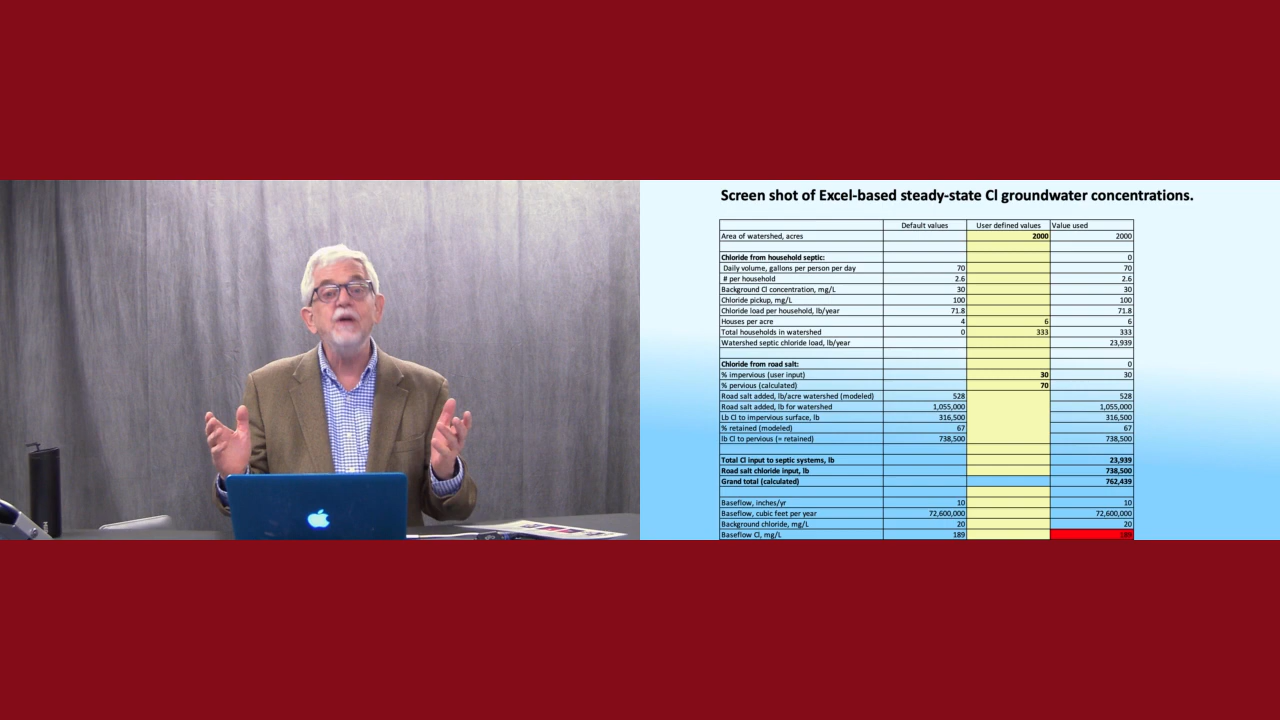 Screen shot of Excel-based steady-state Cl groundwater concentrations.
Default values User defined values Value used
Area of watershed, acres 2000 2000
Chloride from household septic: 0
Daily volume, gallons per person per day 70 70
# per household 2.6 2.6
Background Cl concentration, mg/L 30 30
Chloride pickup, mg/L 100 100
Chloride load per household, lb/year 71.8 71.8
Houses per acre 4 6 6
Total households in watershed 0 333 333
Watershed septic chloride load, lb/year 23,939
Chloride from road salt: 0
% impervious (user input) 30 30
% pervious (calculated) 70
Road salt added, lb/acre watershed (modeled) 528 528
Road salt added, lb for watershed 1,055,000 1,055,000
Lb Cl to impervious surface, lb 316,500 316,500
% retained (modeled) 67 67
lb Cl to pervious (= retained) 738,500 738,500
Total Cl input to septic systems, lb 23,939
Road salt chloride input, lb 738,500
Grand total (calculated) 762,439
Baseflow, inches/yr 10 10
Baseflow, cubic feet per year 72,600,000 72,600,000
Background chloride, mg/L 20 20
Baseflow Cl, mg/L 189 189